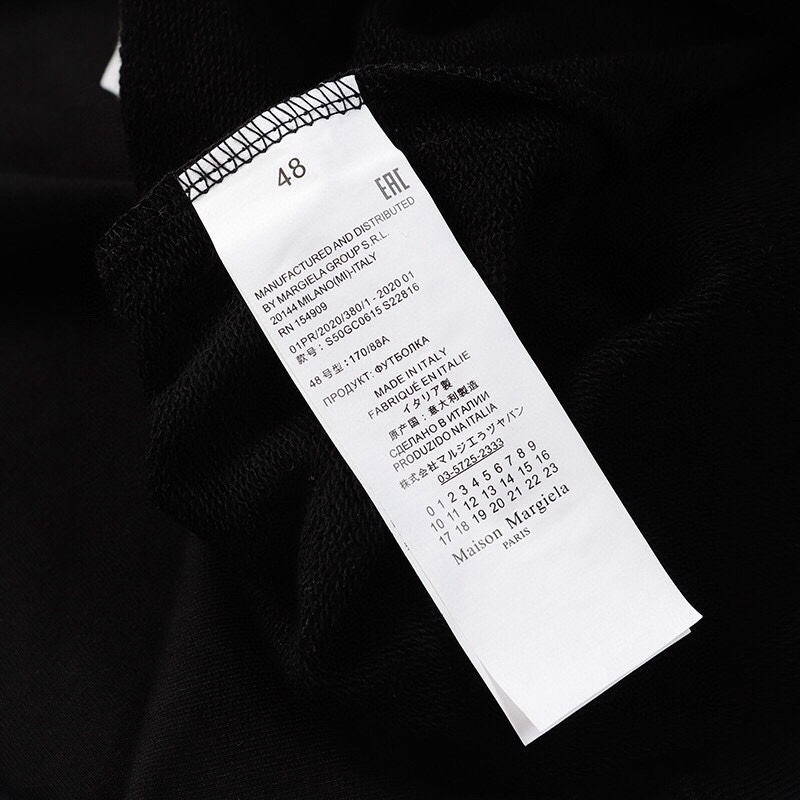 48
EAC
MANUFACTURED AND DISTRIBUTED
BY MARGIELA GROUP S.R.L.
20144 MILANO(MI)-ITALY
RN 154909
01PR/2020/380/1 - 2020 01
款号: S50GC0615 S22816
48 号型: 170/88A
ПРОДУКТ: ФУТБОЛКА
MADE IN ITALY
FABRIQUÉ EN ITALIE
イタリア製
原产国: 意大利製造
СДЕЛАНО В ИТАЛИИ
PRODUZIDO NA ITALIA
株式会社マルジエラヅャパン
03-5725-2333
0 1 2 3 4 5 6 7 8 9
10 11 12 13 14 15 16
17 18 19 20 21 22 23
Maison Margiela
PARIS